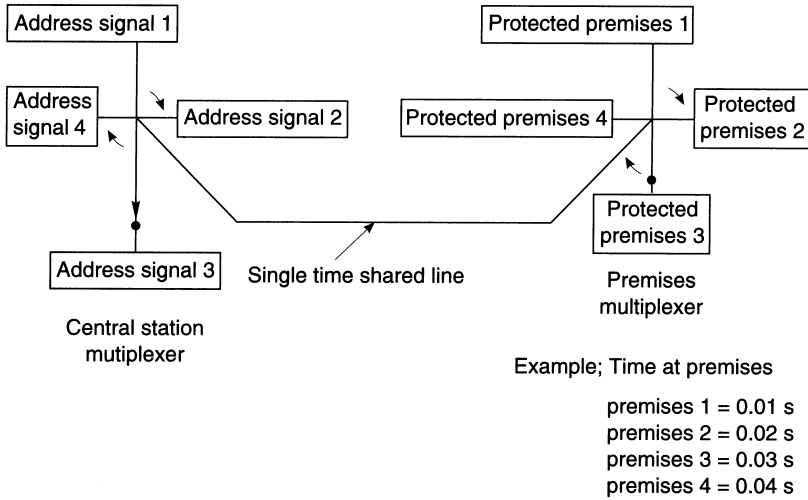 Address signal 1
Address
signal 4
Address signal 2
Address signal 3
Central station
mutiplexer
Single time shared line
Protected premises 1
Protected premises 4
Protected
premises 2
Protected
premises 3
Premises
multiplexer
Example; Time at premises
premises 1 = 0.01 s
premises 2 = 0.02 s
premises 3 = 0.03 s
premises 4 = 0.04 s